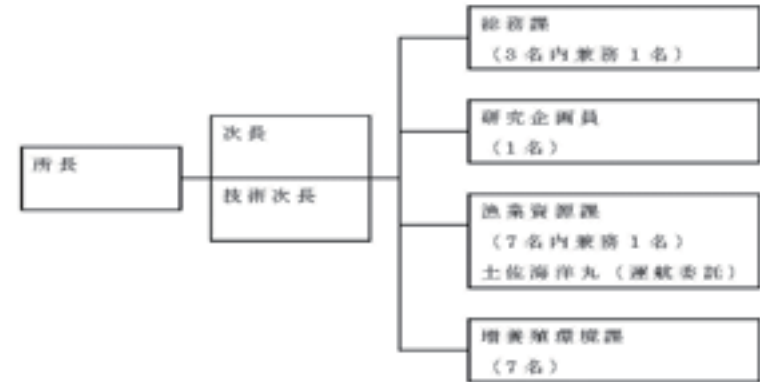 所長
次長
技術次長
総務課
（3名内兼務1名）
研究企画員
（1名）
漁業資源課
（7名内兼務1名）
土佐海洋丸（運航委託）
増養殖環境課
（7名）